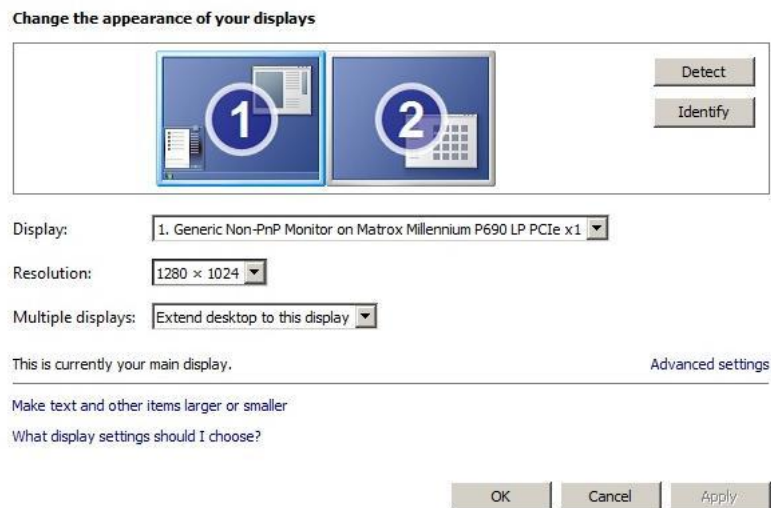 Change the appearance of your displays
1
2
Detect
Identify
Display:
1. Generic Non-PnP Monitor on Matrox Millennium P690 LP PCIe x1
Resolution:
1280 × 1024
Multiple displays:
Extend desktop to this display
This is currently your main display.
Advanced settings
Make text and other items larger or smaller
What display settings should I choose?
OK
Cancel
Apply